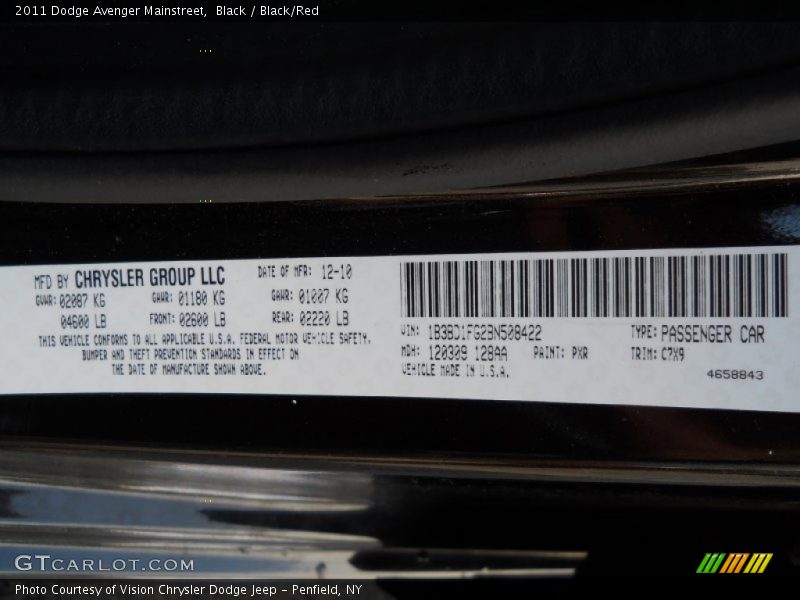 2011 Dodge Avenger Mainstreet, Black / Black/Red
MFD BY CHRYSLER GROUP LLC
DATE OF MFR: 12-10
GVWR: 02087 KG
GAWR: 01180 KG
GAWR: 01007 KG
04600 LB
FRONT: 02600 LB
REAR: 02220 LB
THIS VEHICLE CONFORMS TO ALL APPLICABLE U.S.A. FEDERAL MOTOR VEHICLE SAFETY,
BUMPER AND THEFT PREVENTION STANDARDS IN EFFECT ON
THE DATE OF MANUFACTURE SHOWN ABOVE.
VIN: 1B3BD1FG2BN508422
TYPE: PASSENGER CAR
MDH: 120308 128AA
PAINT: PXR
TRIM: C7X9
VEHICLE MADE IN U.S.A.
4658843
GTCARLOT.COM
Photo Courtesy of Vision Chrysler Dodge Jeep - Penfield, NY